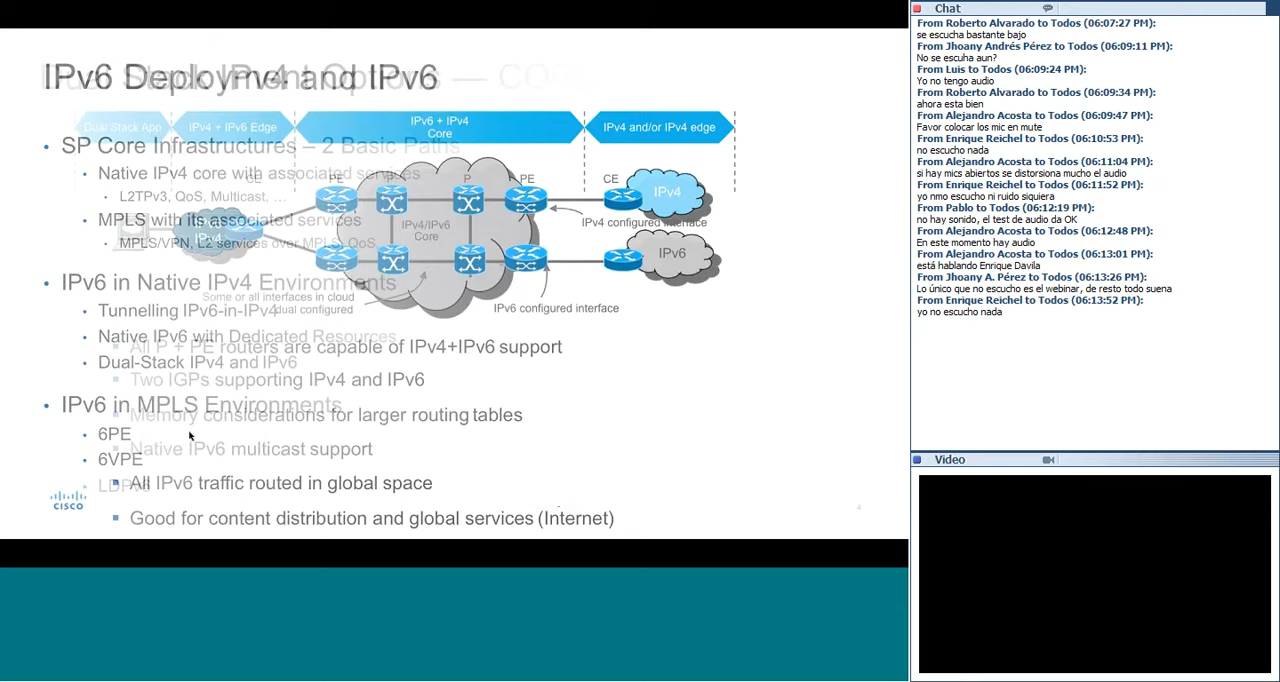 IPv6 Deployment Options — CORE
Dual Stack IPv4 and IPv6
Dual Stack App
IPv4 + IPv6 Edge
IPv6 + IPv4
Core
IPv4 and/or IPv4 edge
• SP Core Infrastructures – 2 Basic Paths
• Native IPv4 core with associated services
• L2TPv3, QoS, Multicast, …
• MPLS with its associated services
• MPLS/VPN, L2 services over MPLS, QoS
CE
PE
P
P
PE
CE
IPv4
IPv4/IPv6
Core
IPv4 configured interface
IPv6
• IPv6 in Native IPv4 Environments
Some or all interfaces in cloud
dual configured
IPv6 configured interface
• Tunnelling IPv6-in-IPv4
• Native IPv6 with Dedicated Resources
• Dual-Stack IPv4 and IPv6
• IPv6 in MPLS Environments
• 6PE
• 6VPE
▪ All P + PE routers are capable of IPv4+IPv6 support
▪ Two IGPs supporting IPv4 and IPv6
▪ Memory considerations for larger routing tables
▪ Native IPv6 multicast support
▪ All IPv6 traffic routed in global space
▪ Good for content distribution and global services (Internet)
CISCO
4
Chat
From Roberto Alvarado to Todos (06:07:27 PM):
se escucha bastante bajo
From Jhoany Andrés Pérez to Todos (06:09:11 PM):
No se escuha aun?
From Luis to Todos (06:09:24 PM):
Yo no tengo audio
From Roberto Alvarado to Todos (06:09:34 PM):
ahora esta bien
From Alejandro Acosta to Todos (06:09:47 PM):
Favor colocar los mic en mute
From Enrique Reichel to Todos (06:10:53 PM):
no escucho nada
From Alejandro Acosta to Todos (06:11:04 PM):
si hay mics abiertos se distorsiona mucho el audio
From Enrique Reichel to Todos (06:11:52 PM):
yo nmo escucho ni ruido siquiera
From Pablo to Todos (06:12:19 PM):
no hay sonido, el test de audio da OK
From Alejandro Acosta to Todos (06:12:48 PM):
En este momento hay audio
From Alejandro Acosta to Todos (06:13:01 PM):
está hablando Enrique Davila
From Jhoany A. Pérez to Todos (06:13:26 PM):
Lo único que no escucho es el webinar, de resto todo suena
From Enrique Reichel to Todos (06:13:52 PM):
yo no escucho nada
Video